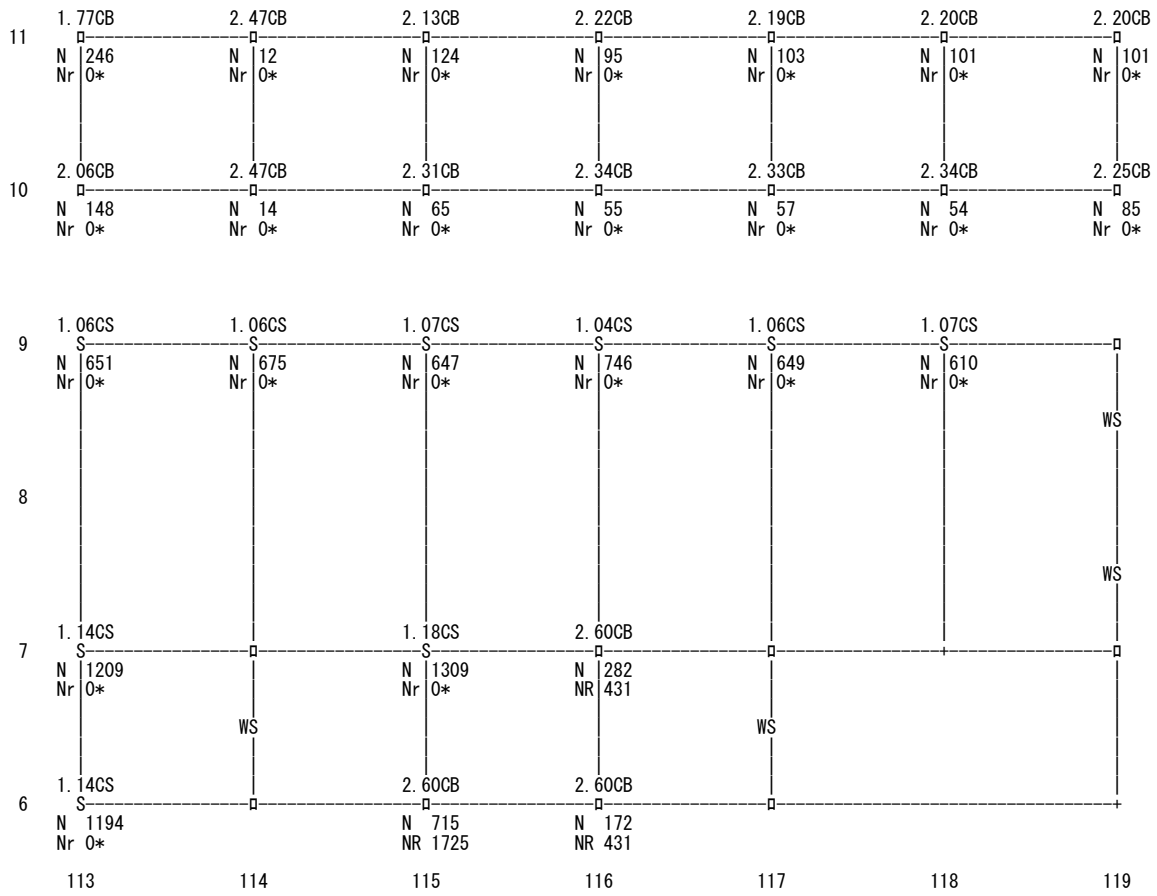 1.77CB 2.47CB 2.13CB 2.22CB 2.19CB 2.20CB 2.20CB
11
N 246 N 12 N 124 N 95 N 103 N 101 N 101
Nr 0* Nr 0* Nr 0* Nr 0* Nr 0* Nr 0* Nr 0*
2.06CB 2.47CB 2.31CB 2.34CB 2.33CB 2.34CB 2.25CB
10
N 148 N 14 N 65 N 55 N 57 N 54 N 85
Nr 0* Nr 0* Nr 0* Nr 0* Nr 0* Nr 0* Nr 0*
1.06CS 1.06CS 1.07CS 1.04CS 1.06CS 1.07CS
9 S S S S S S
N 651 N 675 N 647 N 746 N 649 N 610
Nr 0* Nr 0* Nr 0* Nr 0* Nr 0* Nr 0*
WS
8
WS
1.14CS 1.18CS 2.60CB
7 S S
N 1209 N 1309 N 282
Nr 0* Nr 0* NR 431
WS WS
1.14CS 2.60CB 2.60CB
6 S
N 1194 N 715 N 172
Nr 0* NR 1725 NR 431
113 114 115 116 117 118 119